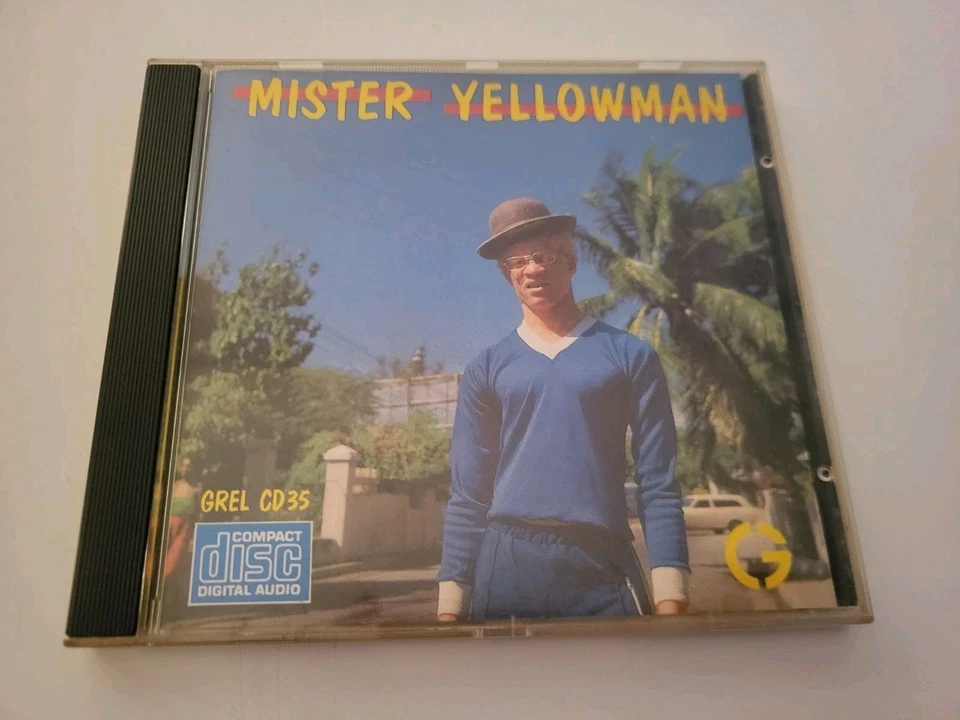 MISTER YELLOWMAN
GREL CD35
COMPACT
disc
DIGITAL AUDIO
G